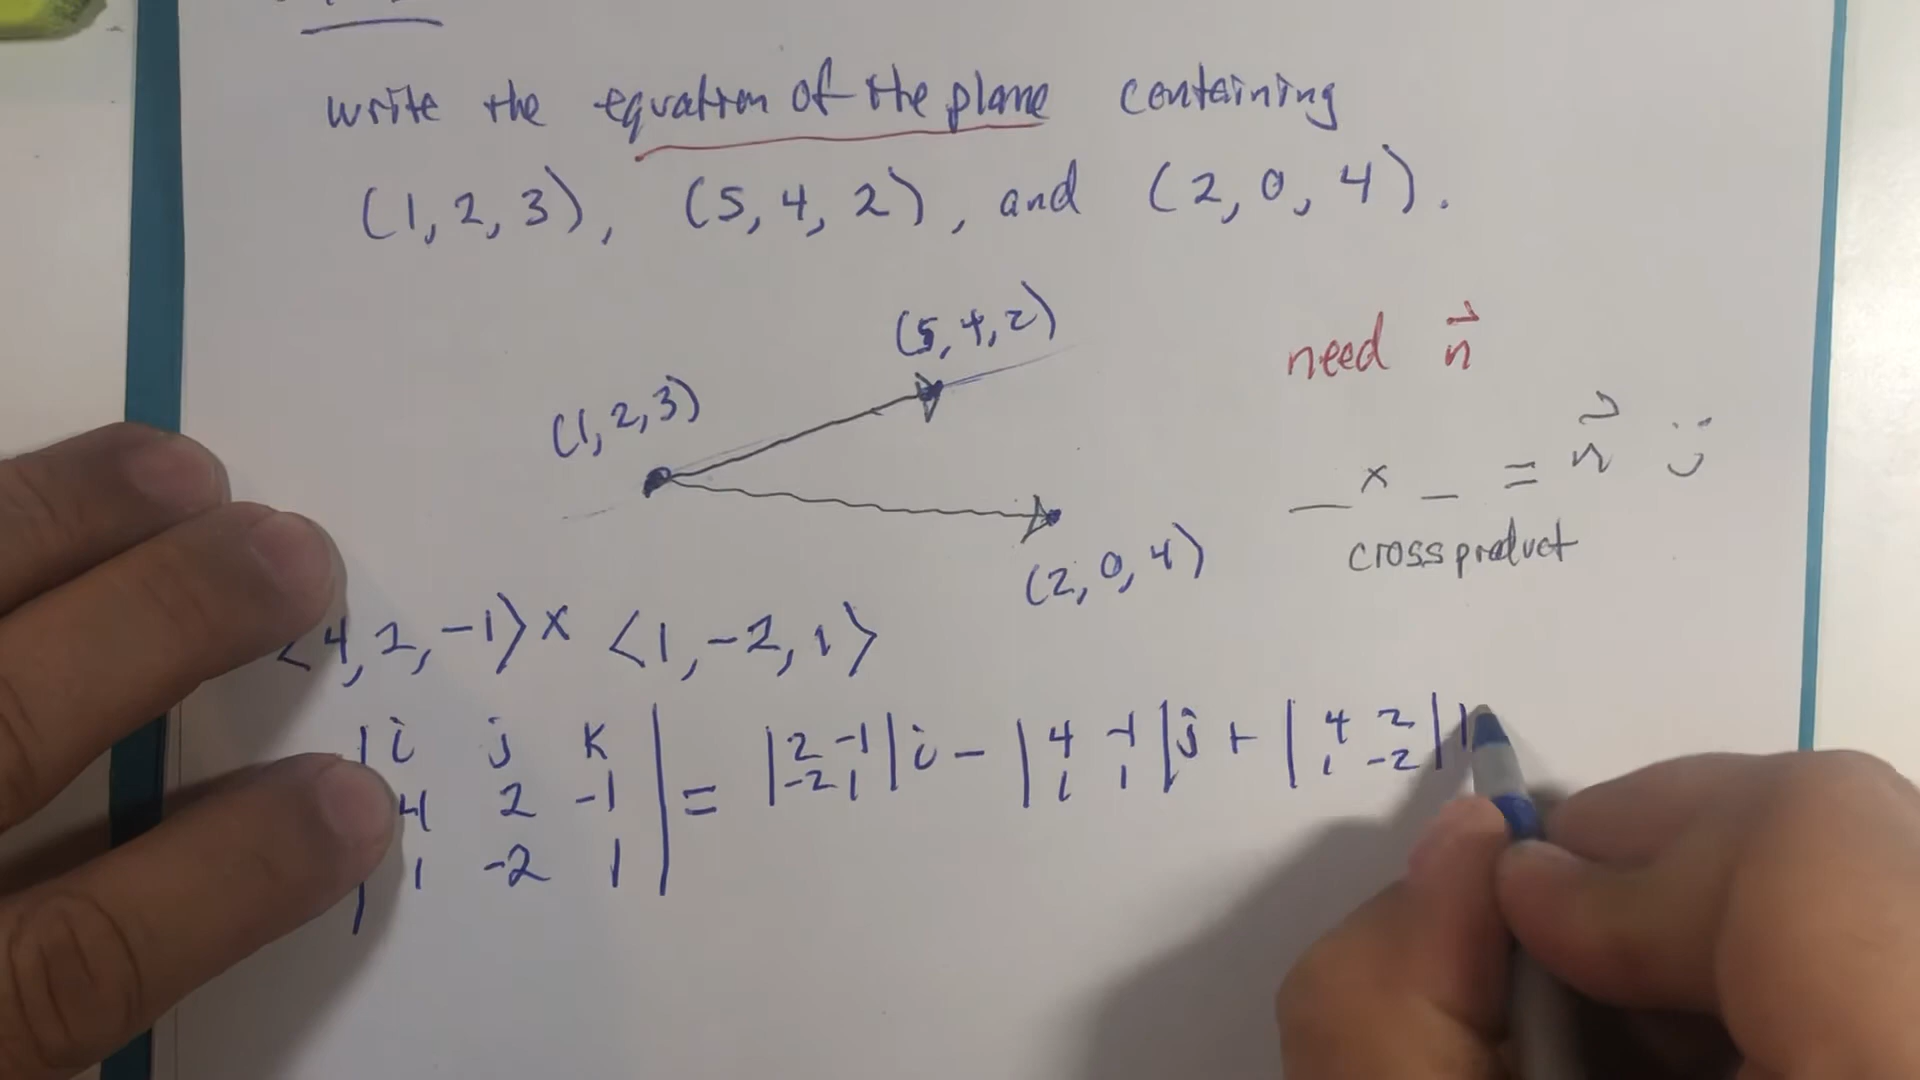 write the equation of the plane containing
(1, 2, 3), (5, 4, 2), and (2, 0, 4).
(5, 4, 2)
need n⃗
(1, 2, 3)
_ x _ = n⃗ :)
cross product
(2, 0, 4)
<4, 2, -1> x <1, -2, 1>
| i j k | = | 2 -1 | i - | 4 -1 | j + | 4 2 |
4 2 -1 | -2 1 | | 1 1 | | 1 -2 |
1 -2 1